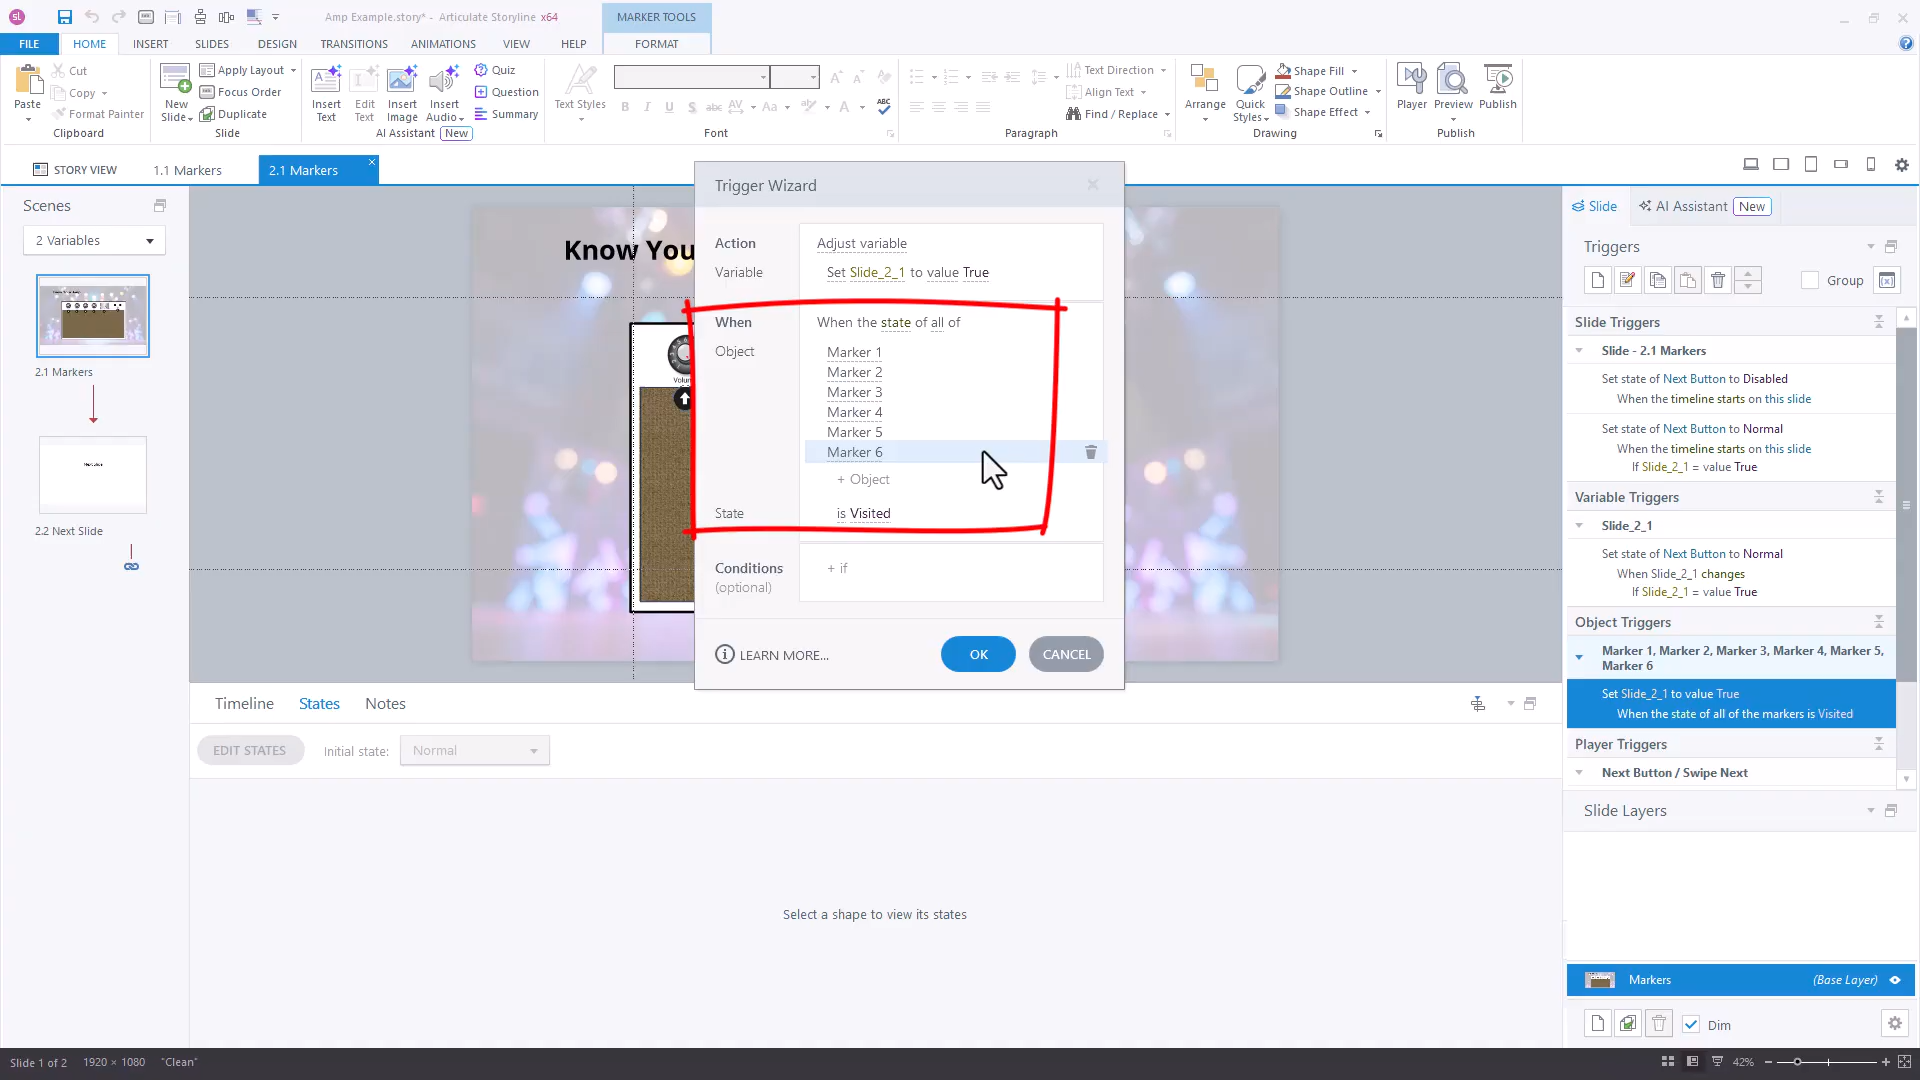 sl
Amp Example.story* - Articulate Storyline x64
MARKER TOOLS
FILE
HOME
INSERT
SLIDES
DESIGN
TRANSITIONS
ANIMATIONS
VIEW
HELP
FORMAT
Paste
Cut
Copy
Format Painter
Clipboard
New Slide
Apply Layout
Focus Order
Duplicate
Slide
Insert Text
Edit Text
Insert Image
Insert Audio
Quiz
Question
Summary
AI Assistant New
Text Styles
B I U S abc AV Aa A ABC
Font
Text Direction
Align Text
Find / Replace
Paragraph
Arrange
Quick Styles
Shape Fill
Shape Outline
Shape Effect
Drawing
Player
Preview
Publish
Publish
STORY VIEW
1.1 Markers
2.1 Markers
Scenes
2 Variables
2.1 Markers
Next Slide
2.2 Next Slide
Know You
Trigger Wizard
Action
Adjust variable
Variable
Set Slide_2_1 to value True
When
When the state of all of
Object
Marker 1
Marker 2
Marker 3
Marker 4
Marker 5
Marker 6
+ Object
State
is Visited
Conditions
(optional)
+ if
LEARN MORE...
OK
CANCEL
Timeline
States
Notes
EDIT STATES
Initial state:
Normal
Select a shape to view its states
Slide
AI Assistant New
Triggers
Group
Slide Triggers
Slide - 2.1 Markers
Set state of Next Button to Disabled
When the timeline starts on this slide
Set state of Next Button to Normal
When the timeline starts on this slide
If Slide_2_1 = value True
Variable Triggers
Slide_2_1
Set state of Next Button to Normal
When Slide_2_1 changes
If Slide_2_1 = value True
Object Triggers
Marker 1, Marker 2, Marker 3, Marker 4, Marker 5,
Marker 6
Set Slide_2_1 to value True
When the state of all of the markers is Visited
Player Triggers
Next Button / Swipe Next
Slide Layers
Markers
(Base Layer)
Dim
Slide 1 of 2
1920 × 1080
"Clean"
42%